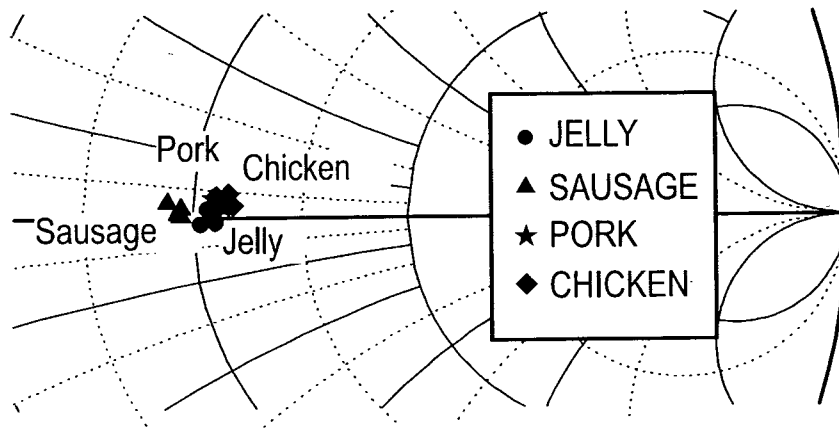 Pork
Chicken
Sausage
Jelly
JELLY
SAUSAGE
PORK
CHICKEN